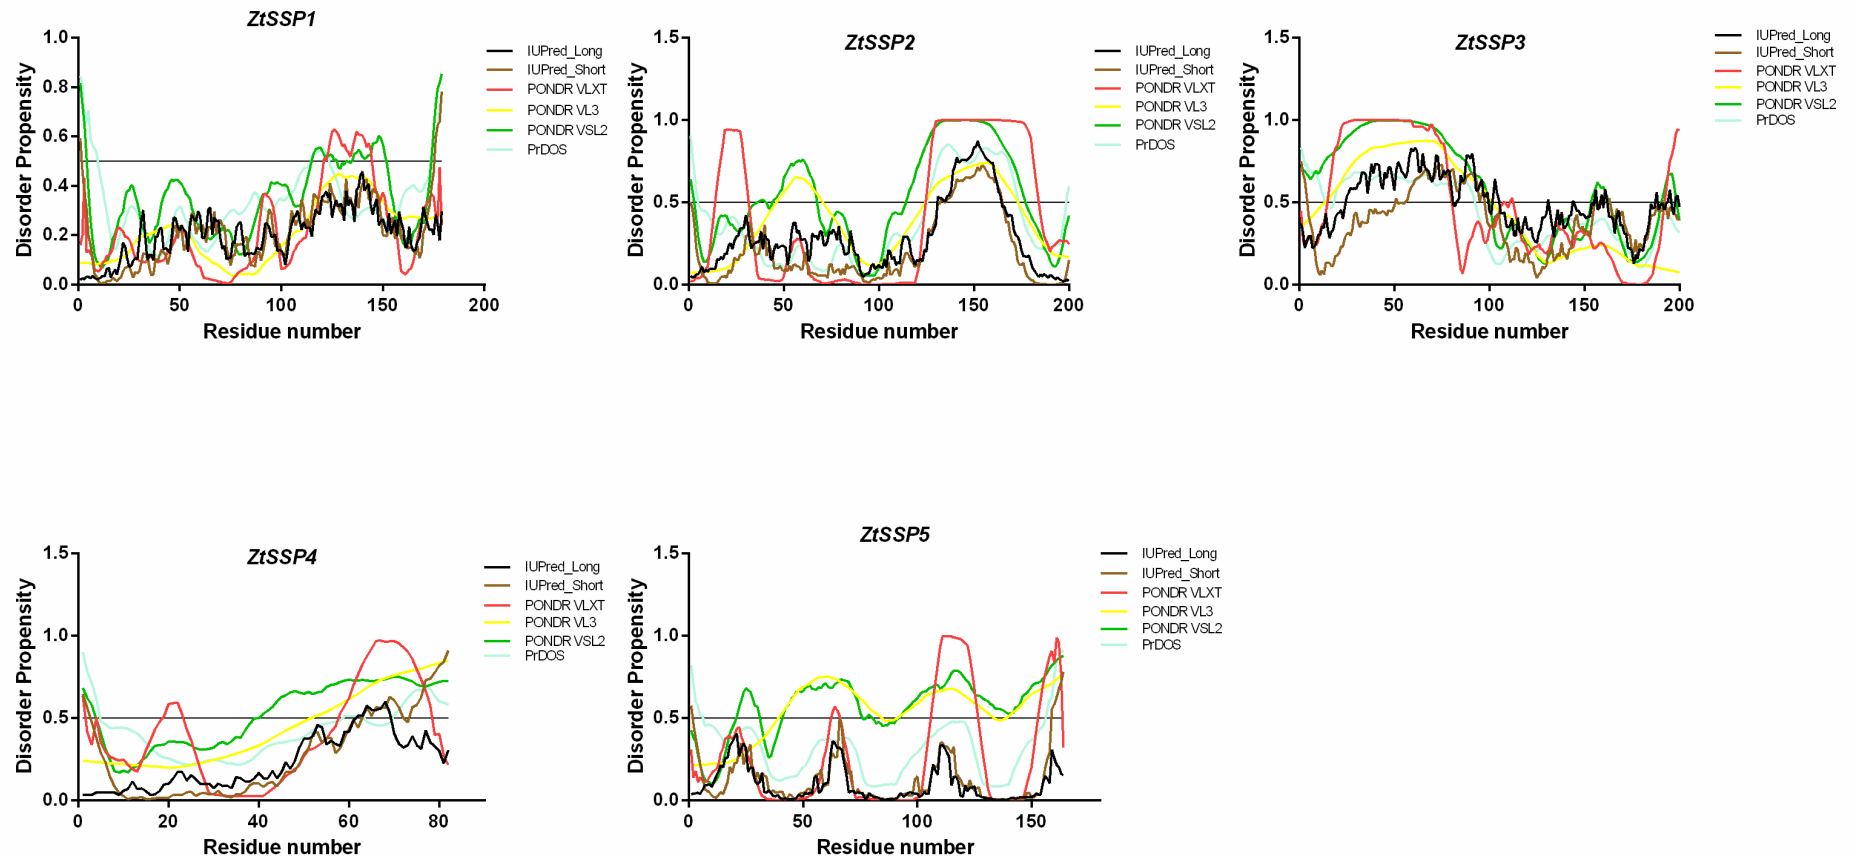 ZtSSP1
Disorder Propensity
1.0
0.8
0.6
0.4
0.2
0.0
0 50 100 150 200
Residue number
IUPred_Long
IUPred_Short
PONDR VLXT
PONDR VL3
PONDR VSL2
PrDOS
ZtSSP2
Disorder Propensity
1.5
1.0
0.5
0.0
0 50 100 150 200
Residue number
IUPred_Long
IUPred_Short
PONDR VLXT
PONDR VL3
PONDR VSL2
PrDOS
ZtSSP3
Disorder Propensity
1.5
1.0
0.5
0.0
0 50 100 150 200
Residue number
IUPred_Long
IUPred_Short
PONDR VLXT
PONDR VL3
PONDR VSL2
PrDOS
ZtSSP4
Disorder Propensity
1.5
1.0
0.5
0.0
0 20 40 60 80
Residue number
IUPred_Long
IUPred_Short
PONDR VLXT
PONDR VL3
PONDR VSL2
PrDOS
ZtSSP5
Disorder Propensity
1.5
1.0
0.5
0.0
0 50 100 150
Residue number
IUPred_Long
IUPred_Short
PONDR VLXT
PONDR VL3
PONDR VSL2
PrDOS